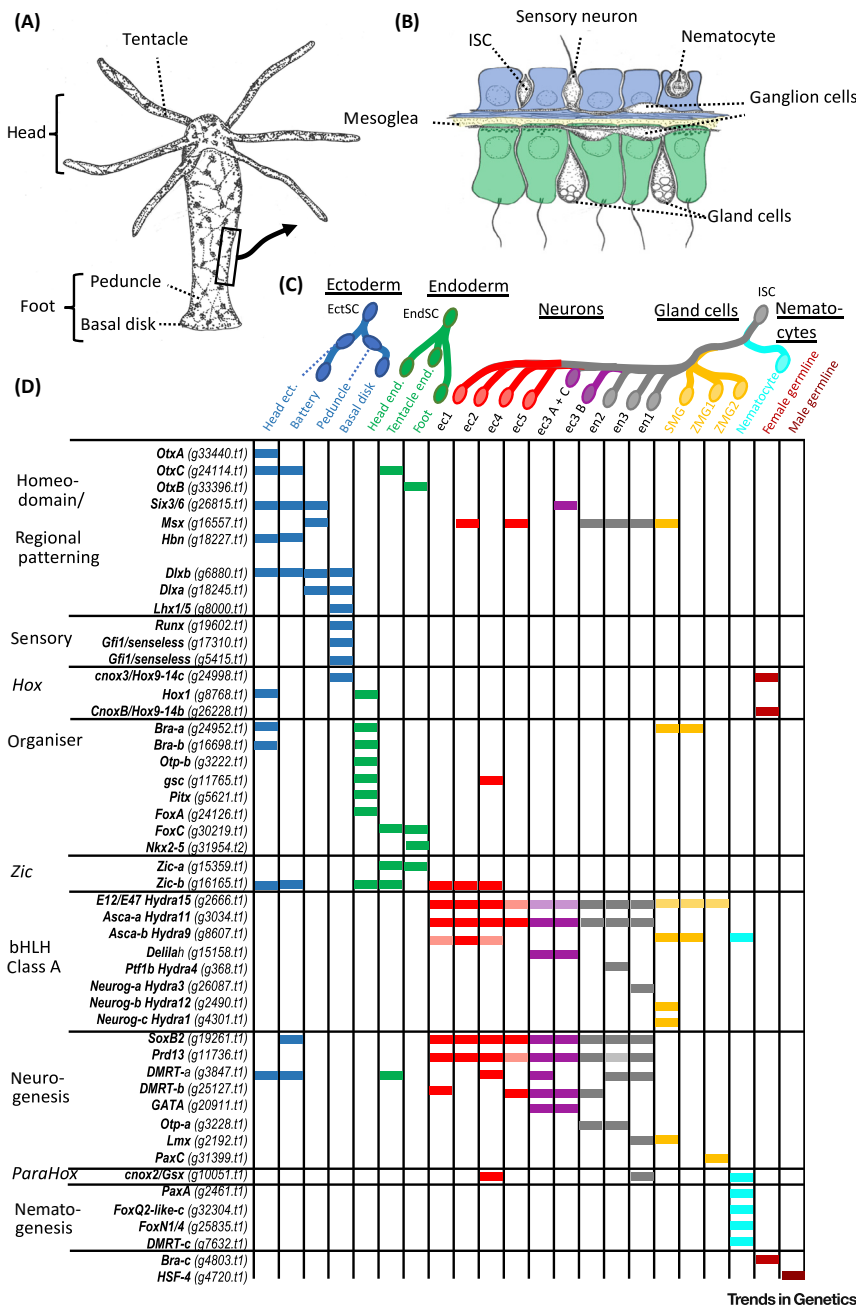 (A)
Tentacle
Head
Peduncle
Foot
Basal disk
(B)
Sensory neuron
ISC
Nematocyte
Ganglion cells
Mesoglea
Gland cells
(C)
Ectoderm
Endoderm
Neurons
Gland cells
Nemato-
cytes
EctSC
EndSC
ISC
(D)
Head ect.
Battery
Peduncle
Basal disk
Head end.
Tentacle end.
Foot
ec1
ec2
ec4
ec5
ec3 A + C
ec3 B
en2
en3
en1
SMG
ZMG1
ZMG2
Nematocyte
Female germline
Male germline
Homeo-
domain/
Regional
patterning
OtxA (g33440.t1)
OtxC (g24114.t1)
OtxB (g33396.t1)
Six3/6 (g26815.t1)
Msx (g16557.t1)
Hbn (g18227.t1)
Dlxb (g6880.t1)
Dlxa (g18245.t1)
Lhx1/5 (g8000.t1)
Sensory
Runx (g19602.t1)
Gfi1/senseless (g17310.t1)
Gfi1/senseless (g5415.t1)
Hox
cnox3/Hox9-14c (g24998.t1)
Hox1 (g8768.t1)
CnoxB/Hox9-14b (g26228.t1)
Organiser
Bra-a (g24952.t1)
Bra-b (g16698.t1)
Otp-b (g3222.t1)
gsc (g11765.t1)
Pitx (g5621.t1)
FoxA (g24126.t1)
FoxC (g30219.t1)
Nkx2-5 (g31954.t2)
Zic
Zic-a (g15359.t1)
Zic-b (g16165.t1)
bHLH
Class A
E12/E47 Hydra15 (g2666.t1)
Asca-a Hydra11 (g3034.t1)
Asca-b Hydra9 (g8607.t1)
Delilah (g15158.t1)
Ptf1b Hydra4 (g368.t1)
Neurog-a Hydra3 (g26087.t1)
Neurog-b Hydra12 (g2490.t1)
Neurog-c Hydra1 (g4301.t1)
Neuro-
genesis
SoxB2 (g19261.t1)
Prd13 (g11736.t1)
DMRT-a (g3847.t1)
DMRT-b (g25127.t1)
GATA (g20911.t1)
Otp-a (g3228.t1)
Lmx (g2192.t1)
PaxC (g31399.t1)
ParaHox
cnox2/Gsx (g10051.t1)
Nemato-
genesis
PaxA (g2461.t1)
FoxQ2-like-c (g32304.t1)
FoxN1/4 (g25835.t1)
DMRT-c (g7632.t1)
Bra-c (g4803.t1)
HSF-4 (g4720.t1)
Trends in Genetics